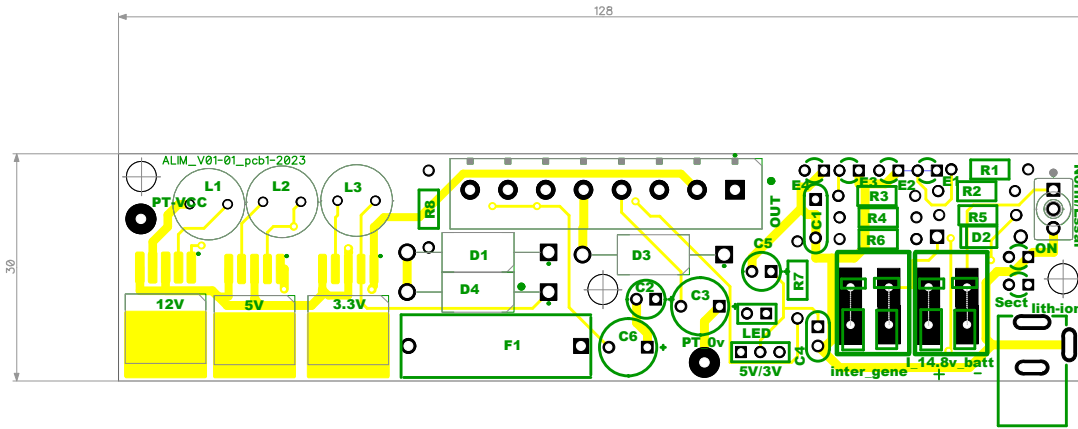 128
30
ALIM_V01-01_pcb1-2023
L1
L2
L3
PT-VCC
R8
OUT
E4
E3
E2
E1
R1
R2
R3
R4
R5
R6
D2
C1
ON
D1
D3
D4
C5
R7
C2
C3
C6
12V
5V
3.3V
F1
PT_0v
LED
5V/3V
C4
Sect
lith-ion
inter_gene
I_14.8v_batt
+
-